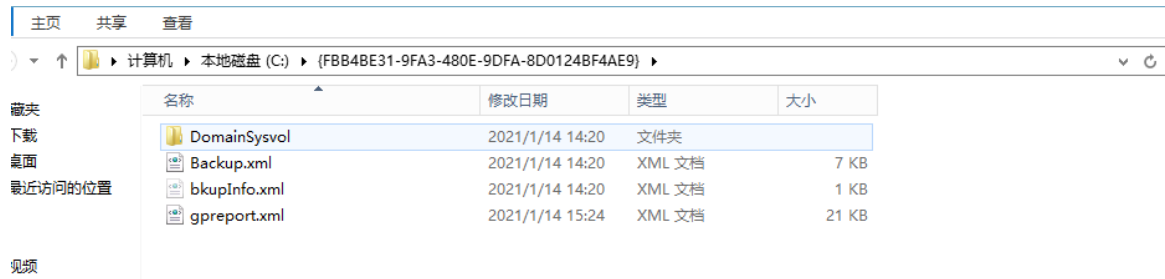 主页 共享 查看
计算机 本地磁盘 (C:) {FBB4BE31-9FA3-480E-9DFA-8D0124BF4AE9}
名称 修改日期 类型 大小
藏夹
下载
桌面
最近访问的位置
视频
DomainSysvol 2021/1/14 14:20 文件夹
Backup.xml 2021/1/14 14:20 XML 文档 7 KB
bkupInfo.xml 2021/1/14 14:20 XML 文档 1 KB
gpreport.xml 2021/1/14 15:24 XML 文档 21 KB